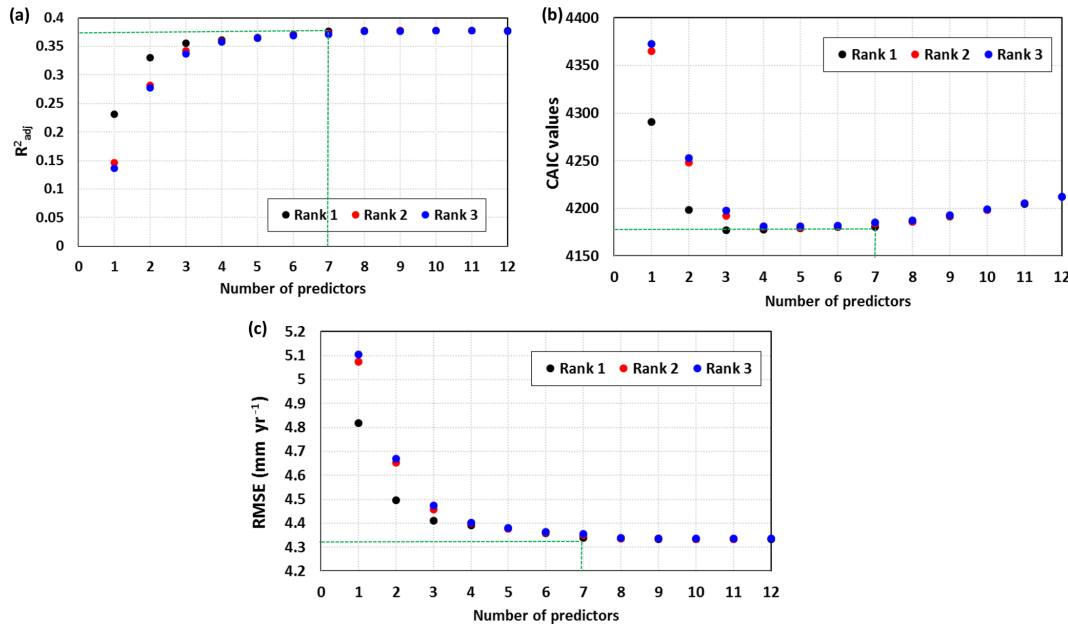 (a)
0.4
0.35
0.3
0.25
0.2
0.15
0.1
0.05
0
R²adj
Rank 1 Rank 2 Rank 3
0 1 2 3 4 5 6 7 8 9 10 11 12
Number of predictors
(b)
4400
4350
4300
4250
4200
4150
CAIC values
Rank 1 Rank 2 Rank 3
0 1 2 3 4 5 6 7 8 9 10 11 12
Number of predictors
(c)
5.2
5.1
5
4.9
4.8
4.7
4.6
4.5
4.4
4.3
4.2
RMSE (mm yr⁻¹)
Rank 1 Rank 2 Rank 3
0 1 2 3 4 5 6 7 8 9 10 11 12
Number of predictors